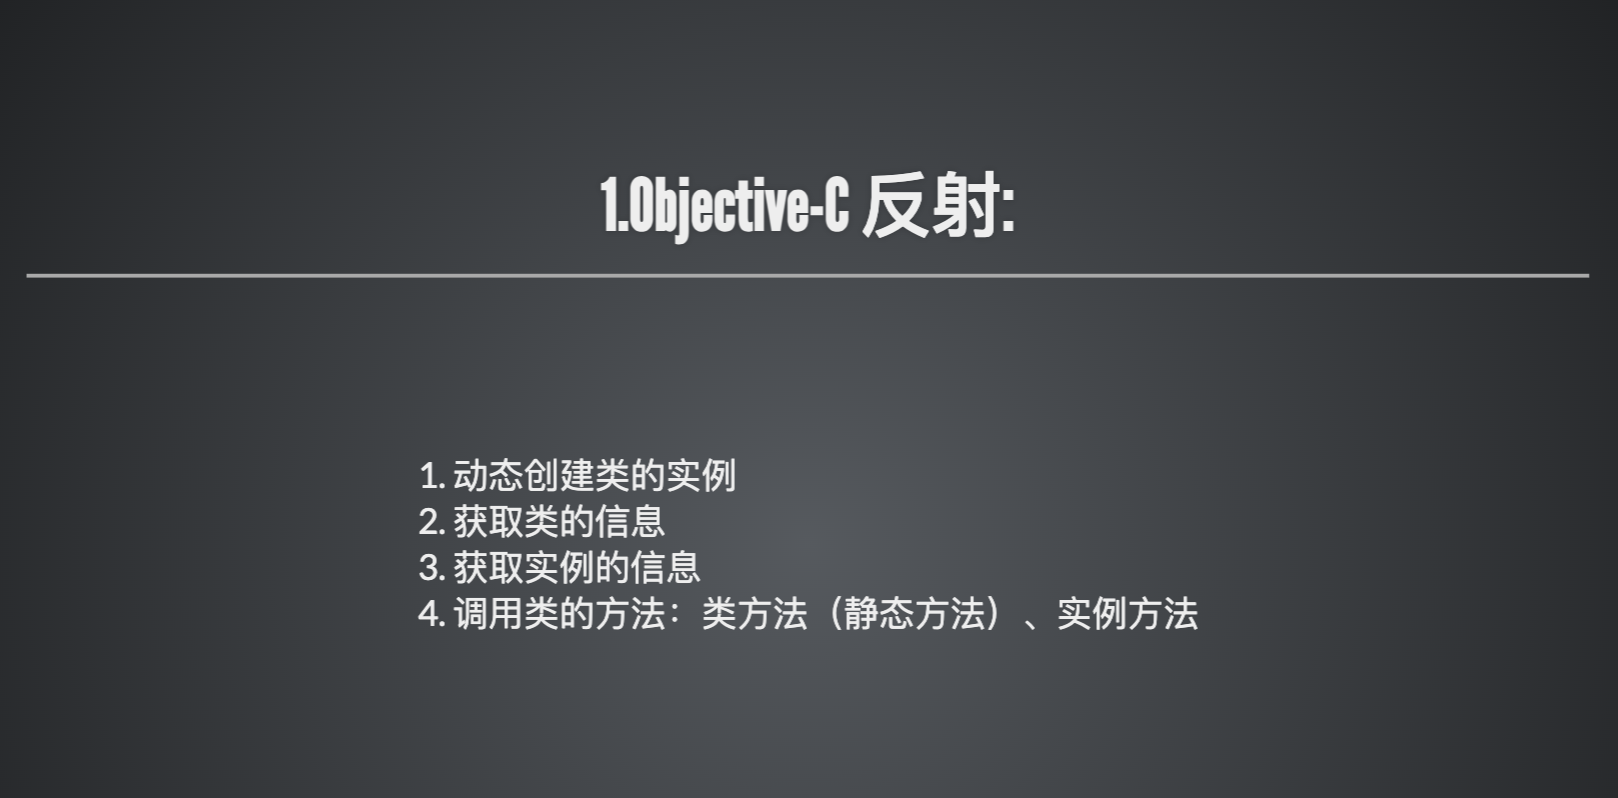 1.Objective-C 反射:
1. 动态创建类的实例
2. 获取类的信息
3. 获取实例的信息
4. 调用类的方法：类方法（静态方法）、实例方法